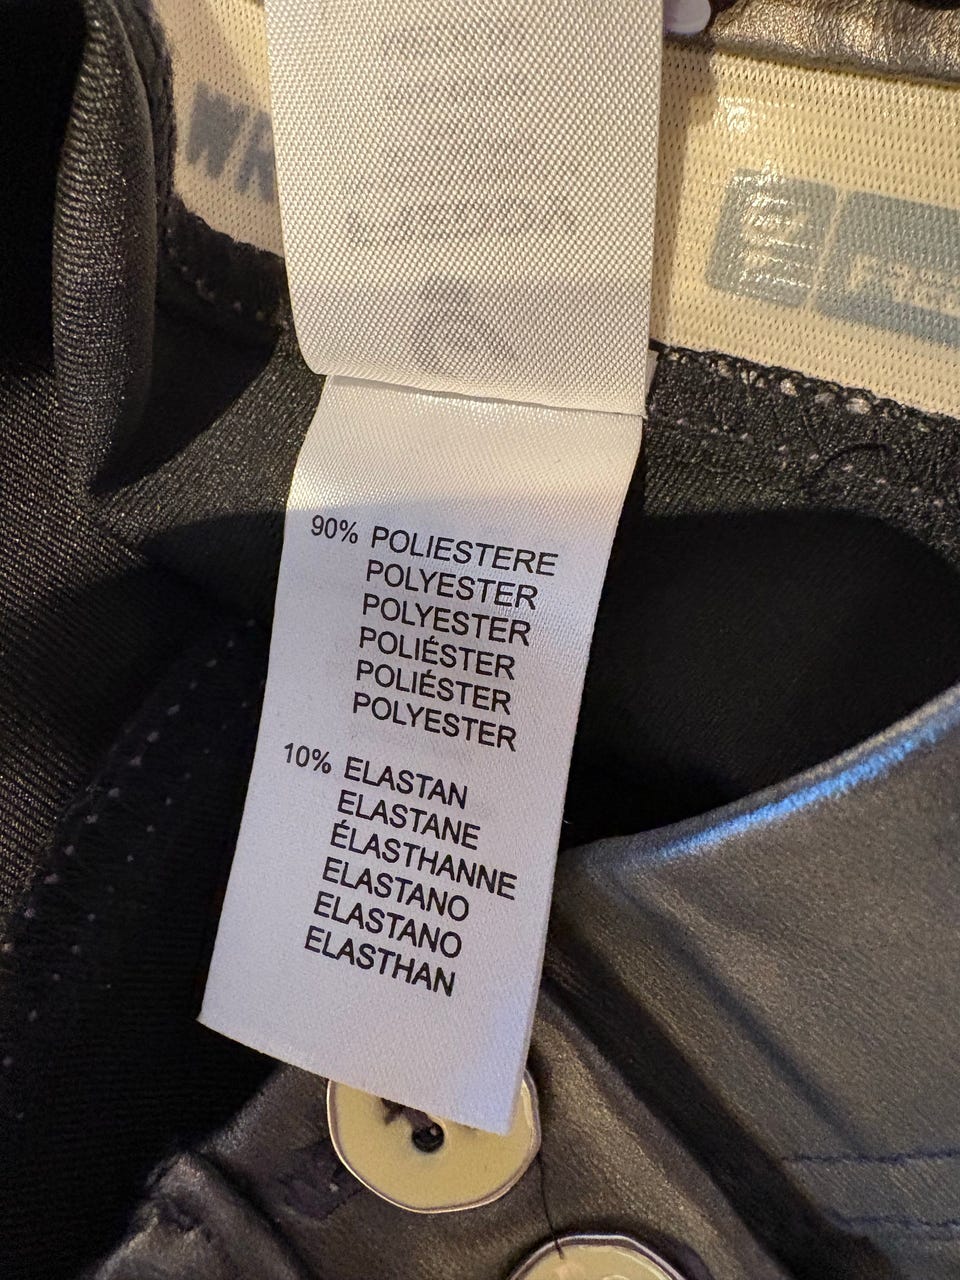 90% POLIESTERE
POLYESTER
POLYESTER
POLIÉSTER
POLIÉSTER
POLYESTER
10% ELASTAN
ELASTANE
ÉLASTHANNE
ELASTANO
ELASTANO
ELASTHAN